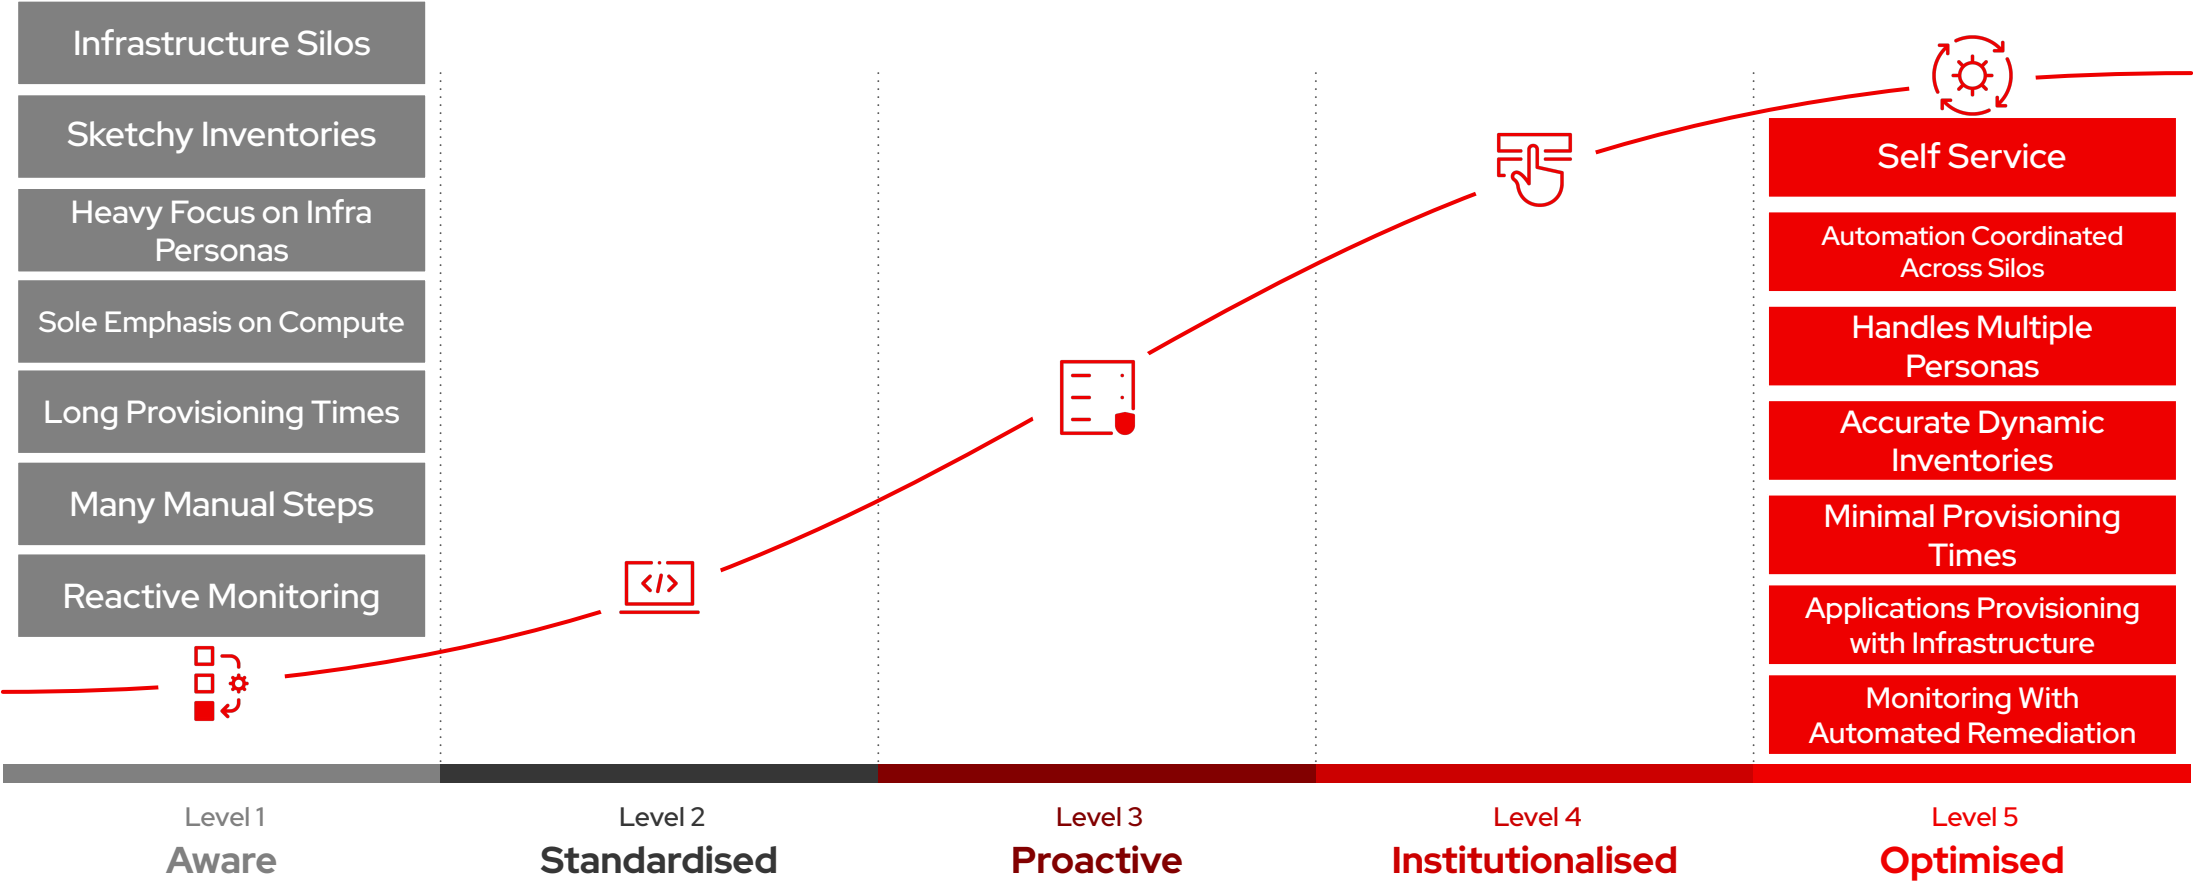 Infrastructure Silos
Sketchy Inventories
Heavy Focus on Infra
Personas
Sole Emphasis on Compute
Long Provisioning Times
Many Manual Steps
Reactive Monitoring
</>
Self Service
Automation Coordinated
Across Silos
Handles Multiple
Personas
Accurate Dynamic
Inventories
Minimal Provisioning
Times
Applications Provisioning
with Infrastructure
Monitoring With
Automated Remediation
Level 1
Aware
Level 2
Standardised
Level 3
Proactive
Level 4
Institutionalised
Level 5
Optimised